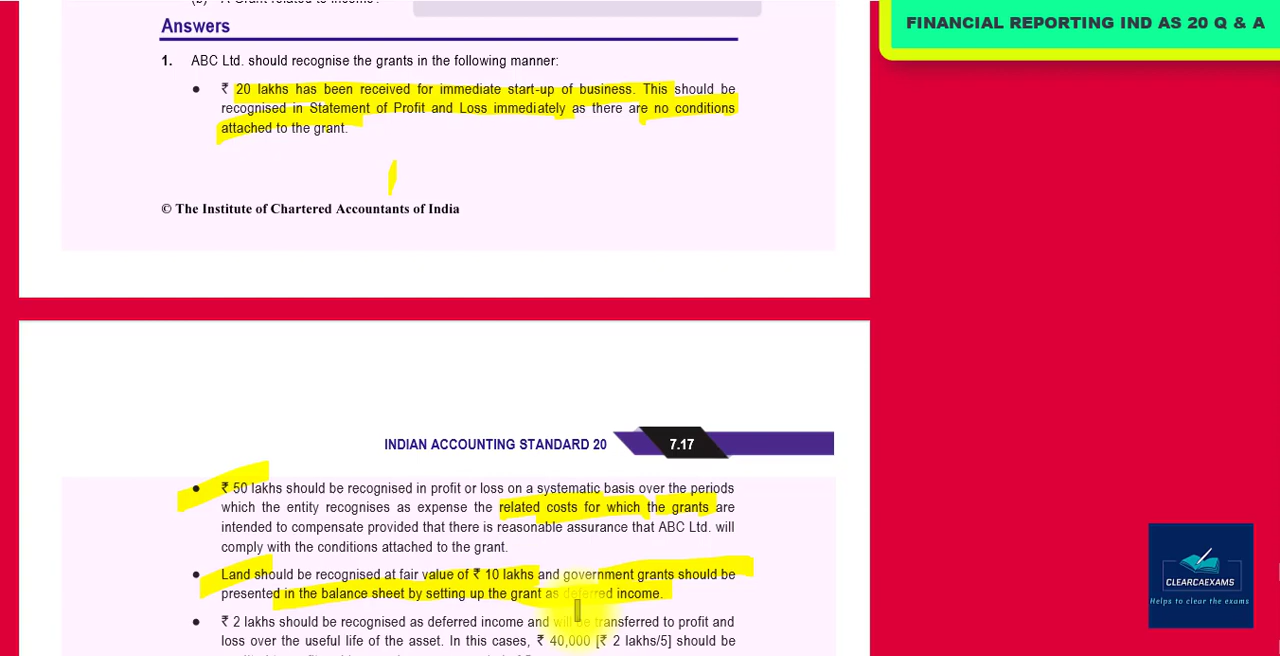 (b) A Grant related to income?
FINANCIAL REPORTING IND AS 20 Q & A
Answers
1. ABC Ltd. should recognise the grants in the following manner:
● ₹ 20 lakhs has been received for immediate start-up of business. This should be
recognised in Statement of Profit and Loss immediately as there are no conditions
attached to the grant.
© The Institute of Chartered Accountants of India
INDIAN ACCOUNTING STANDARD 20 7.17
● ₹ 50 lakhs should be recognised in profit or loss on a systematic basis over the periods
which the entity recognises as expense the related costs for which the grants are
intended to compensate provided that there is reasonable assurance that ABC Ltd. will
comply with the conditions attached to the grant.
● Land should be recognised at fair value of ₹ 10 lakhs and government grants should be
presented in the balance sheet by setting up the grant as deferred income.
● ₹ 2 lakhs should be recognised as deferred income and will be transferred to profit and
loss over the useful life of the asset. In this cases, ₹ 40,000 [₹ 2 lakhs/5] should be
CLEARCAEXAMS
Helps to clear the exams